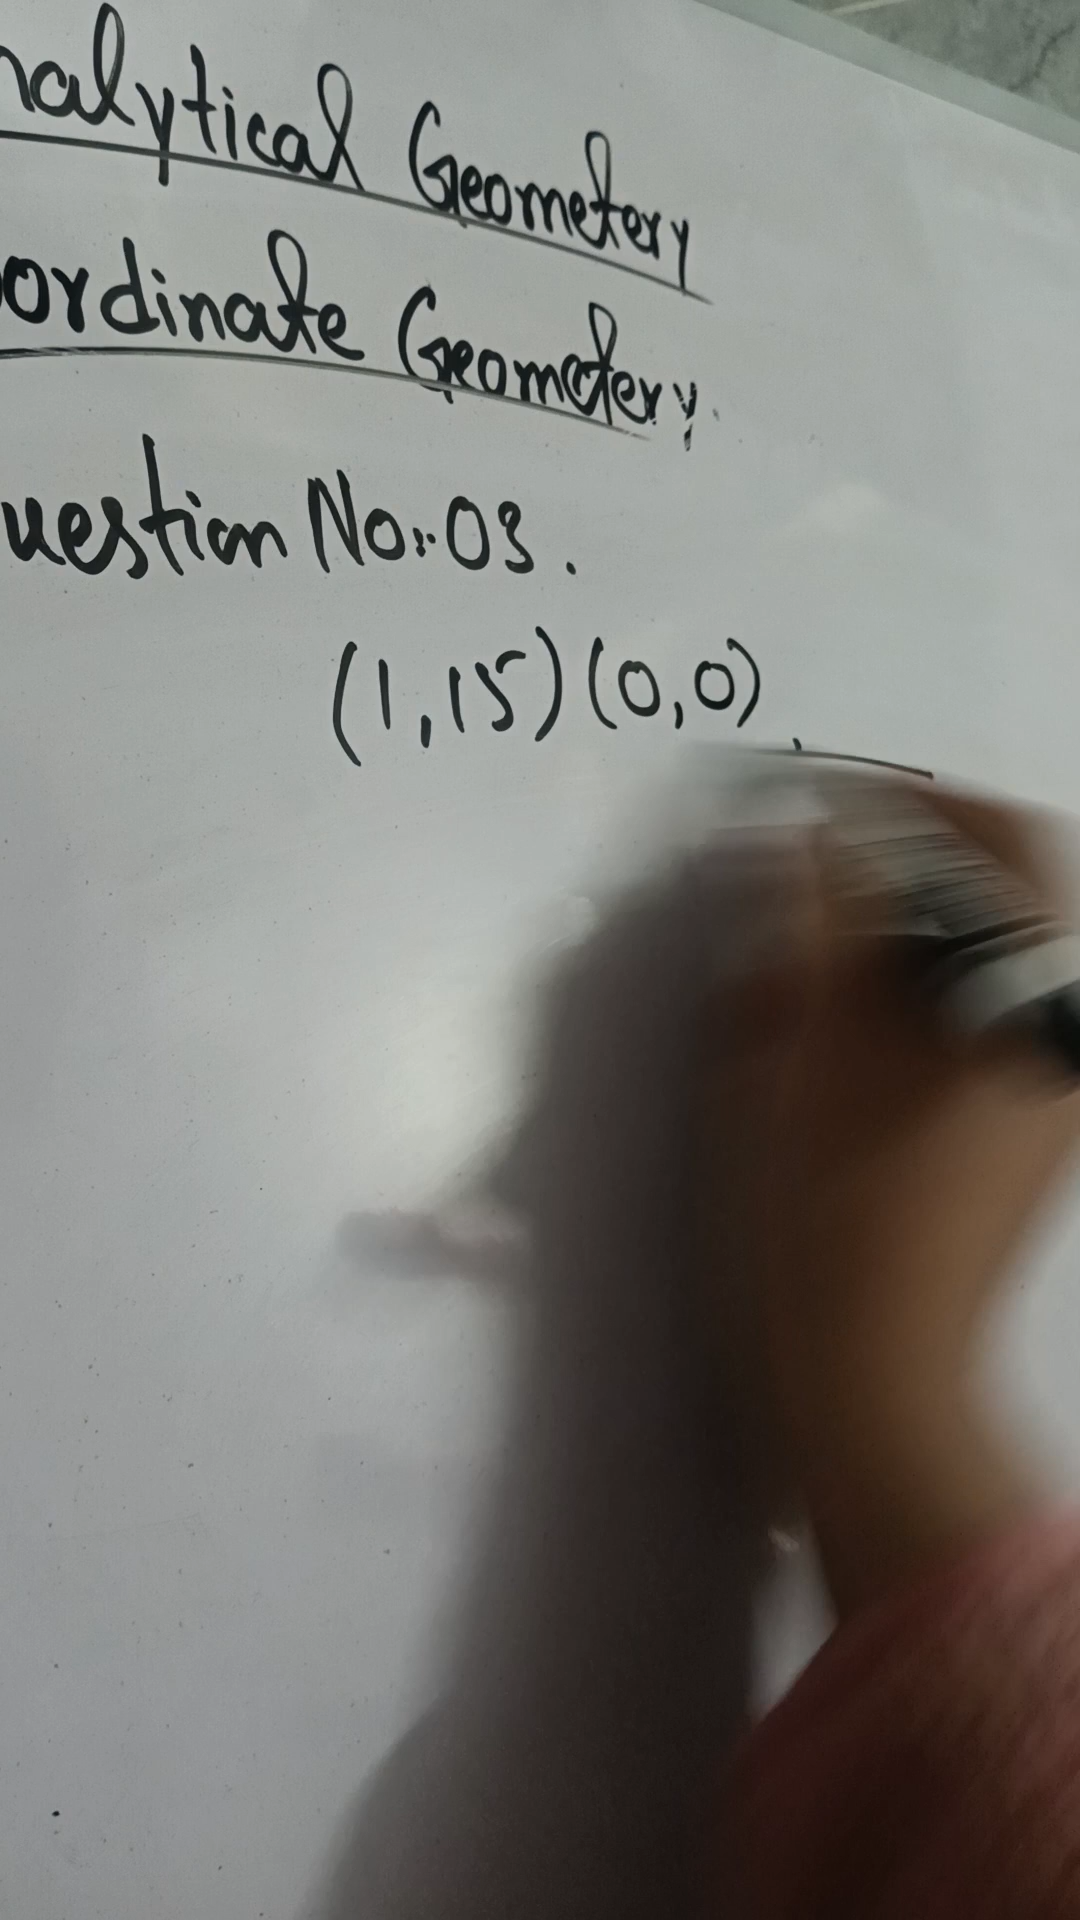 nalytical Geometery
ordinate Geometery
uestion No:-03.
(1,15)(0,0)